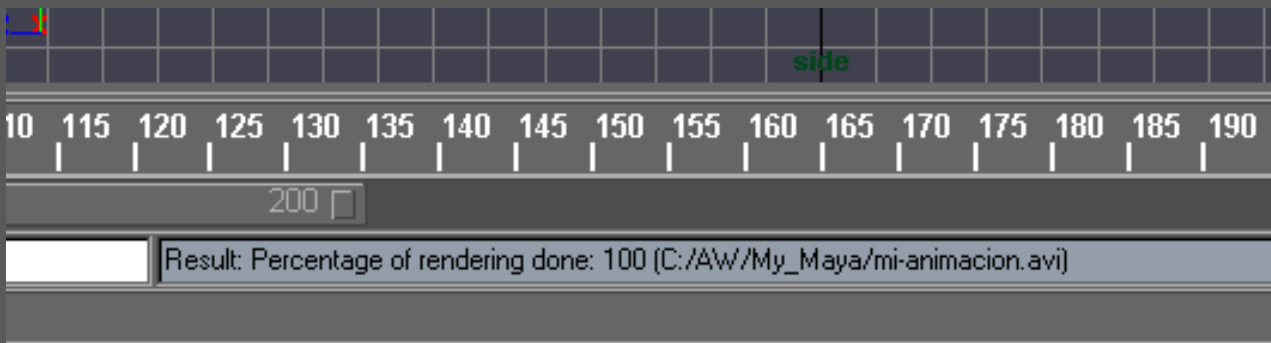 side
10 115 120 125 130 135 140 145 150 155 160 165 170 175 180 185 190
200
Result: Percentage of rendering done: 100 (C:/AW/My_Maya/mi-animacion.avi)